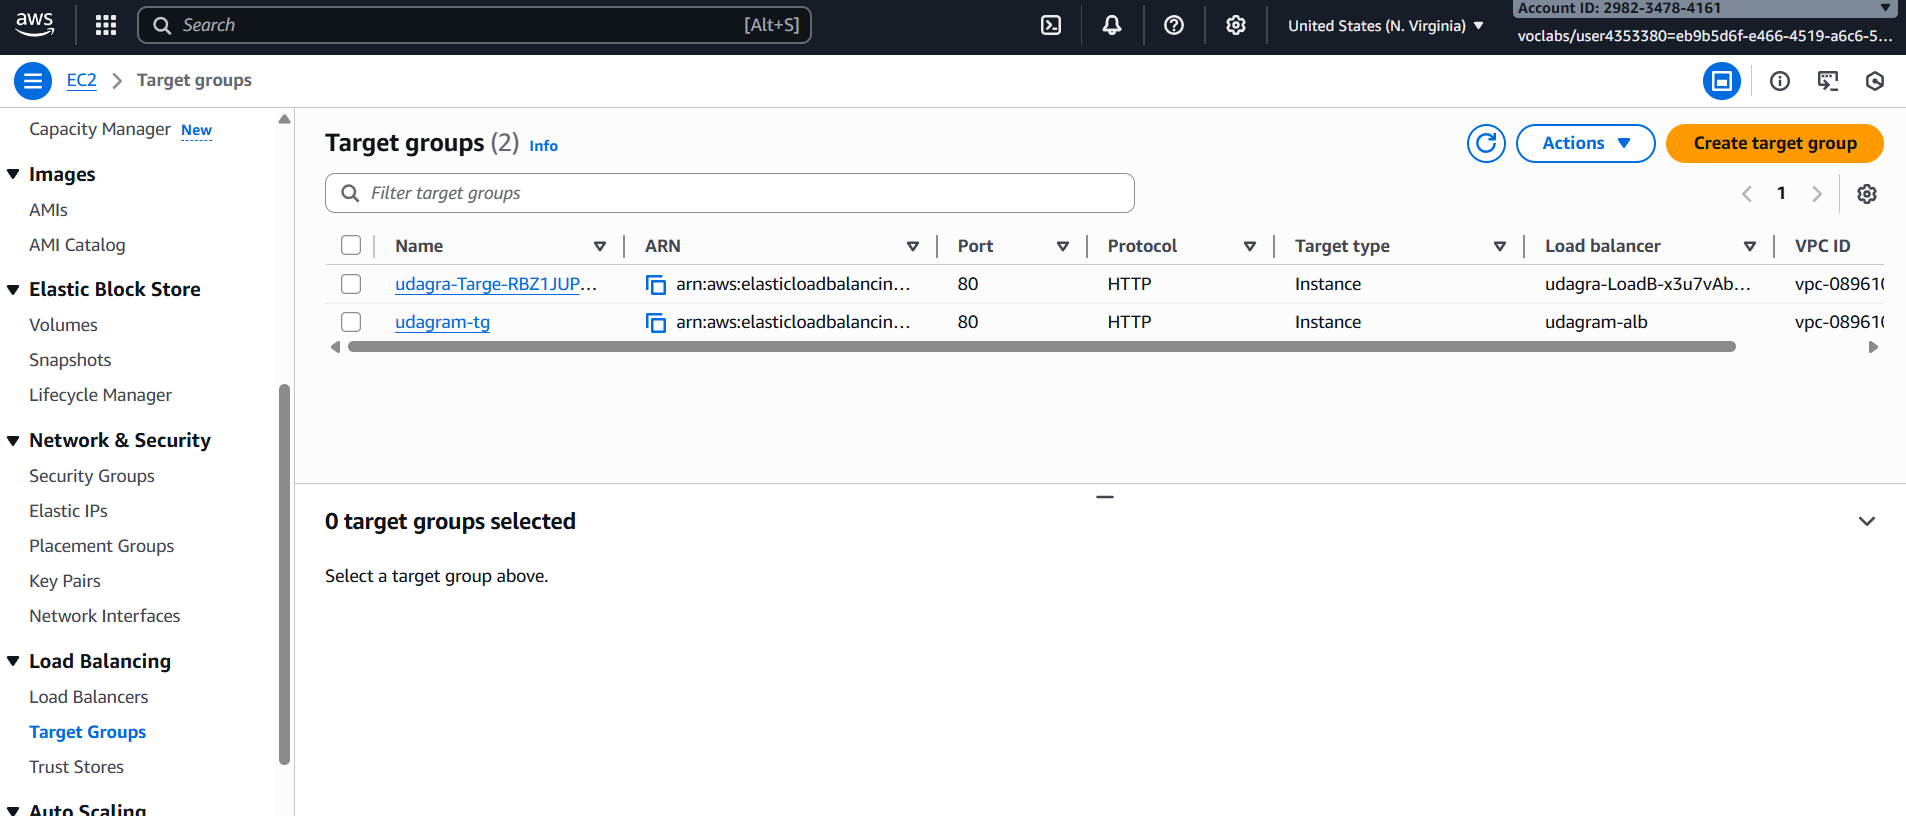 aws
Search [Alt+S]
United States (N. Virginia)
Account ID: 2982-3478-4161
voclabs/user4353380=eb9b5d6f-e466-4519-a6c6-5...
EC2 Target groups
Capacity Manager New
Images
AMIs
AMI Catalog
Elastic Block Store
Volumes
Snapshots
Lifecycle Manager
Network & Security
Security Groups
Elastic IPs
Placement Groups
Key Pairs
Network Interfaces
Load Balancing
Load Balancers
Target Groups
Trust Stores
Auto Scaling
Target groups (2) Info
Actions
Create target group
Filter target groups
1
Name ARN Port Protocol Target type Load balancer VPC ID
udagra-Targe-RBZ1JUP... arn:aws:elasticloadbalancin... 80 HTTP Instance udagra-LoadB-x3u7vAb... vpc-089610
udagram-tg arn:aws:elasticloadbalancin... 80 HTTP Instance udagram-alb vpc-089610
0 target groups selected
Select a target group above.